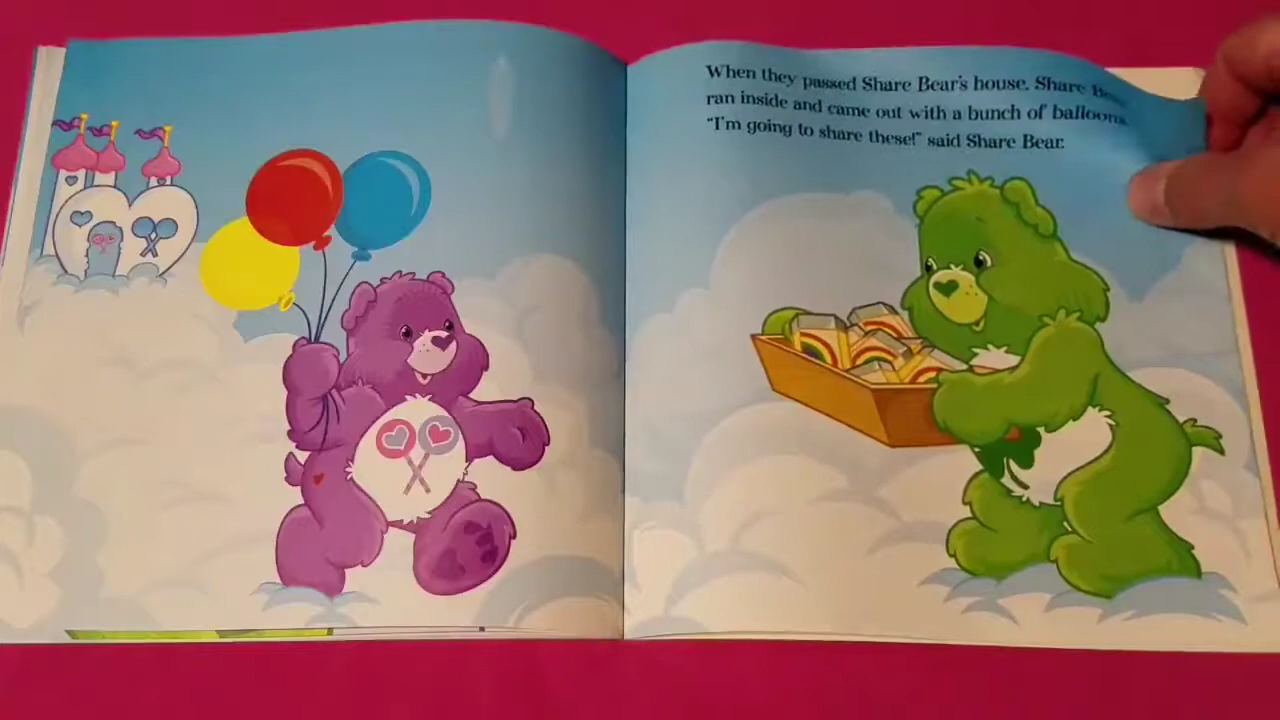 When they passed Share Bear's house, Share Bear
ran inside and came out with a bunch of balloons.
"I'm going to share these!" said Share Bear.